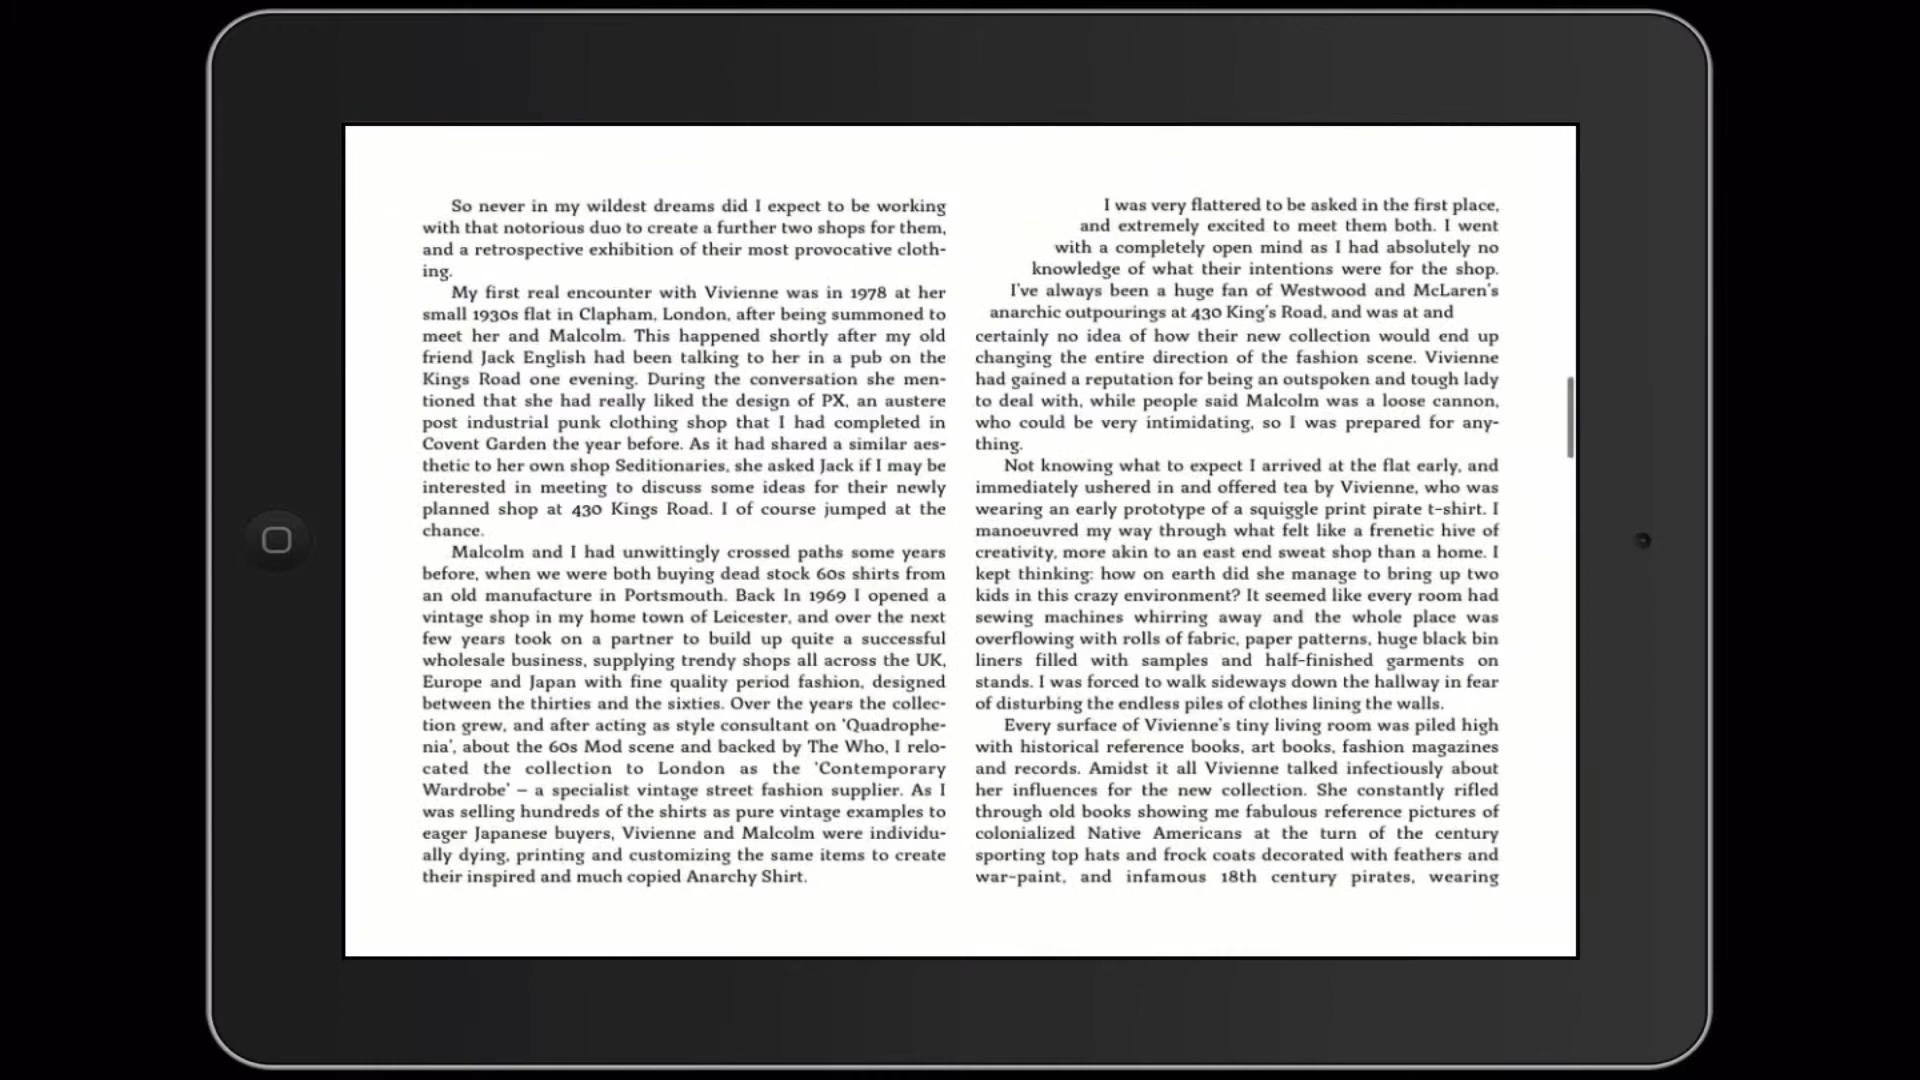 So never in my wildest dreams did I expect to be working
with that notorious duo to create a further two shops for them,
and a retrospective exhibition of their most provocative cloth-
ing.
My first real encounter with Vivienne was in 1978 at her
small 1930s flat in Clapham, London, after being summoned to
meet her and Malcolm. This happened shortly after my old
friend Jack English had been talking to her in a pub on the
Kings Road one evening. During the conversation she men-
tioned that she had really liked the design of PX, an austere
post industrial punk clothing shop that I had completed in
Covent Garden the year before. As it had shared a similar aes-
thetic to her own shop Seditionaries, she asked Jack if I may be
interested in meeting to discuss some ideas for their newly
planned shop at 430 Kings Road. I of course jumped at the
chance.
Malcolm and I had unwittingly crossed paths some years
before, when we were both buying dead stock 60s shirts from
an old manufacture in Portsmouth. Back In 1969 I opened a
vintage shop in my home town of Leicester, and over the next
few years took on a partner to build up quite a successful
wholesale business, supplying trendy shops all across the UK,
Europe and Japan with fine quality period fashion, designed
between the thirties and the sixties. Over the years the collec-
tion grew, and after acting as style consultant on 'Quadrophe-
nia', about the 60s Mod scene and backed by The Who, I relo-
cated the collection to London as the 'Contemporary
Wardrobe' – a specialist vintage street fashion supplier. As I
was selling hundreds of the shirts as pure vintage examples to
eager Japanese buyers, Vivienne and Malcolm were individu-
ally dying, printing and customizing the same items to create
their inspired and much copied Anarchy Shirt.
I was very flattered to be asked in the first place,
and extremely excited to meet them both. I went
with a completely open mind as I had absolutely no
knowledge of what their intentions were for the shop.
I've always been a huge fan of Westwood and McLaren's
anarchic outpourings at 430 King's Road, and was at and
certainly no idea of how their new collection would end up
changing the entire direction of the fashion scene. Vivienne
had gained a reputation for being an outspoken and tough lady
to deal with, while people said Malcolm was a loose cannon,
who could be very intimidating, so I was prepared for any-
thing.
Not knowing what to expect I arrived at the flat early, and
immediately ushered in and offered tea by Vivienne, who was
wearing an early prototype of a squiggle print pirate t-shirt. I
manoeuvred my way through what felt like a frenetic hive of
creativity, more akin to an east end sweat shop than a home. I
kept thinking: how on earth did she manage to bring up two
kids in this crazy environment? It seemed like every room had
sewing machines whirring away and the whole place was
overflowing with rolls of fabric, paper patterns, huge black bin
liners filled with samples and half-finished garments on
stands. I was forced to walk sideways down the hallway in fear
of disturbing the endless piles of clothes lining the walls.
Every surface of Vivienne's tiny living room was piled high
with historical reference books, art books, fashion magazines
and records. Amidst it all Vivienne talked infectiously about
her influences for the new collection. She constantly rifled
through old books showing me fabulous reference pictures of
colonialized Native Americans at the turn of the century
sporting top hats and frock coats decorated with feathers and
war-paint, and infamous 18th century pirates, wearing